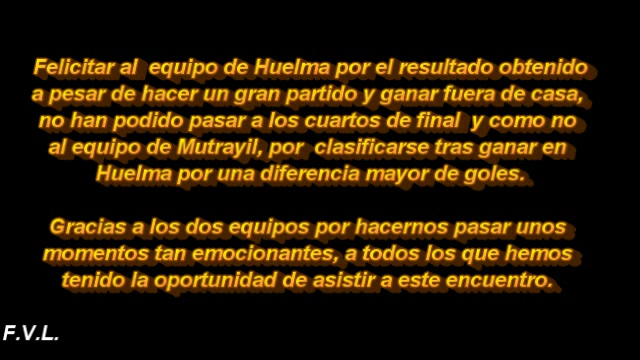 Felicitar al equipo de Huelma por el resultado obtenido
a pesar de hacer un gran partido y ganar fuera de casa,
no han podido pasar a los cuartos de final y como no
al equipo de Mutrayil, por clasificarse tras ganar en
Huelma por una diferencia mayor de goles.
Gracias a los dos equipos por hacernos pasar unos
momentos tan emocionantes, a todos los que hemos
tenido la oportunidad de asistir a este encuentro.
F.V.L.